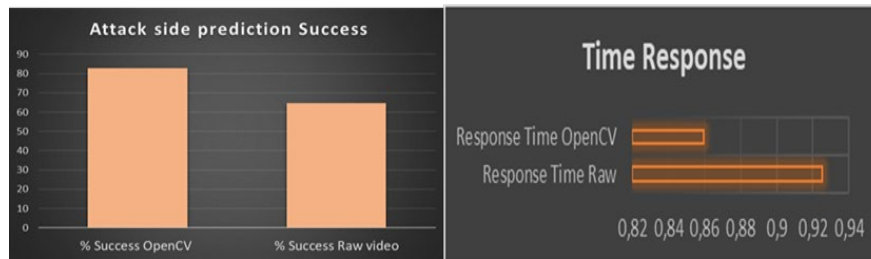 Attack side prediction Success
90
80
70
60
50
40
30
20
10
0
% Success OpenCV % Success Raw video
Time Response
Response Time OpenCV
Response Time Raw
0,82 0,84 0,86 0,88 0,9 0,92 0,94